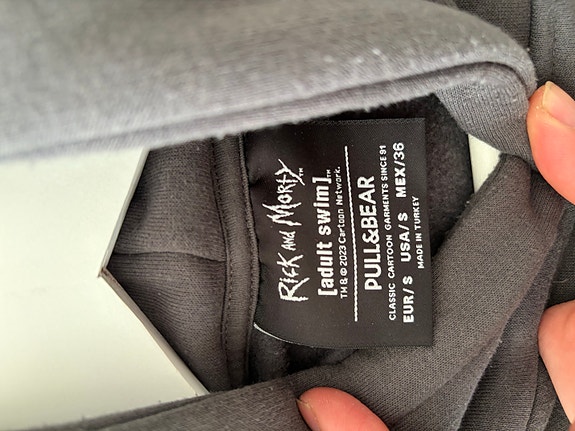 RICK AND MORTY™
[adult swim]™
TM & © 2023 Cartoon Network.
PULL&BEAR
CLASSIC CARTOON GARMENTS SINCE 91
EUR/S USA/S MEX/36
MADE IN TURKEY